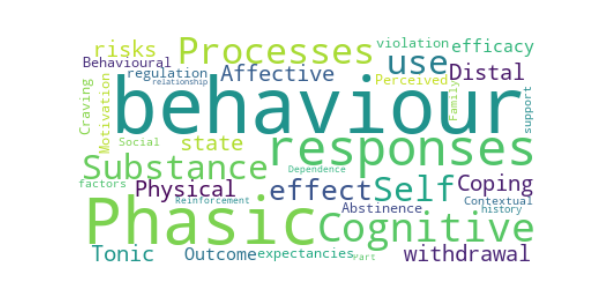 risks
Processes
violation
efficacy
Behavioural
regulation
Affective
use
Distal
relationship
Perceived
Craving
Motivation
behaviour
Family
support
Social
state
responses
Substance
Dependence
factors
Physical
effect
Self
Coping
Reinforcement
Abstinence
Contextual
history
Phasic
Cognitive
Tonic
Outcome
expectancies
Part
withdrawal